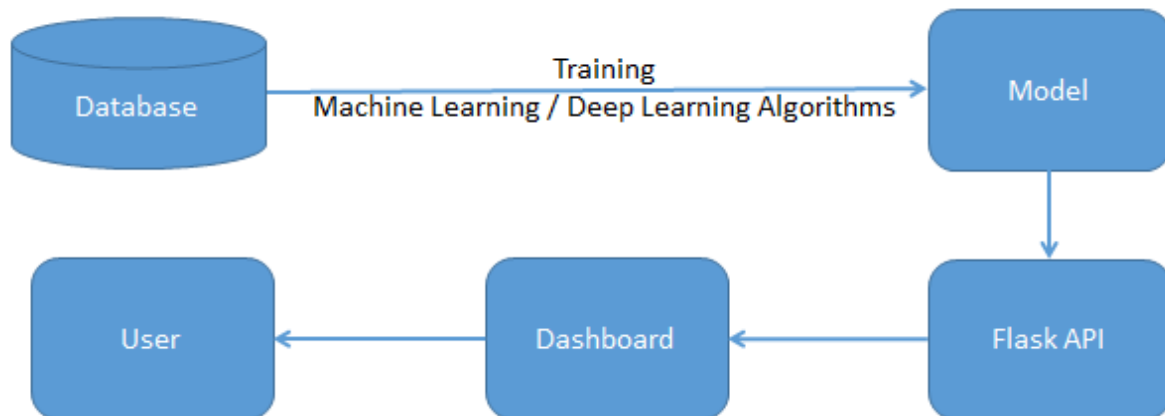 Database
Training
Machine Learning / Deep Learning Algorithms
Model
User
Dashboard
Flask API